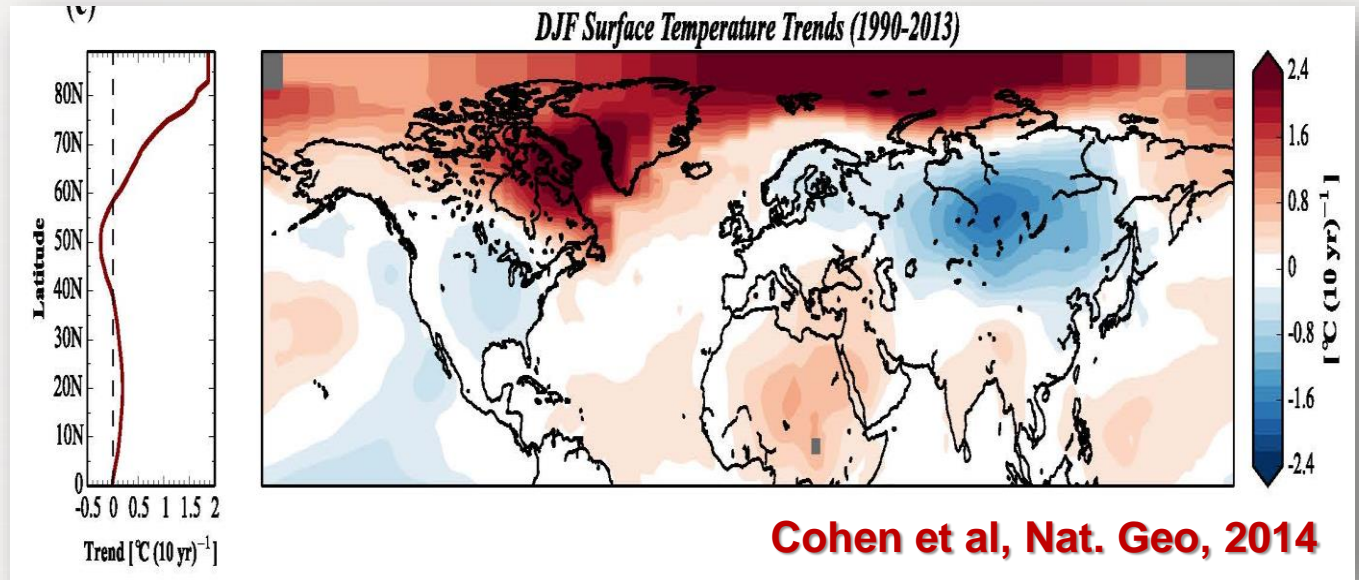 (c)
DJF Surface Temperature Trends (1990-2013)
Latitude
80N
70N
60N
50N
40N
30N
20N
10N
0
-0.5 0 0.5 1 1.5 2
Trend [°C (10 yr)⁻¹]
2.4
1.6
0.8
0
-0.8
-1.6
-2.4
[°C (10 yr)⁻¹]
Cohen et al, Nat. Geo, 2014